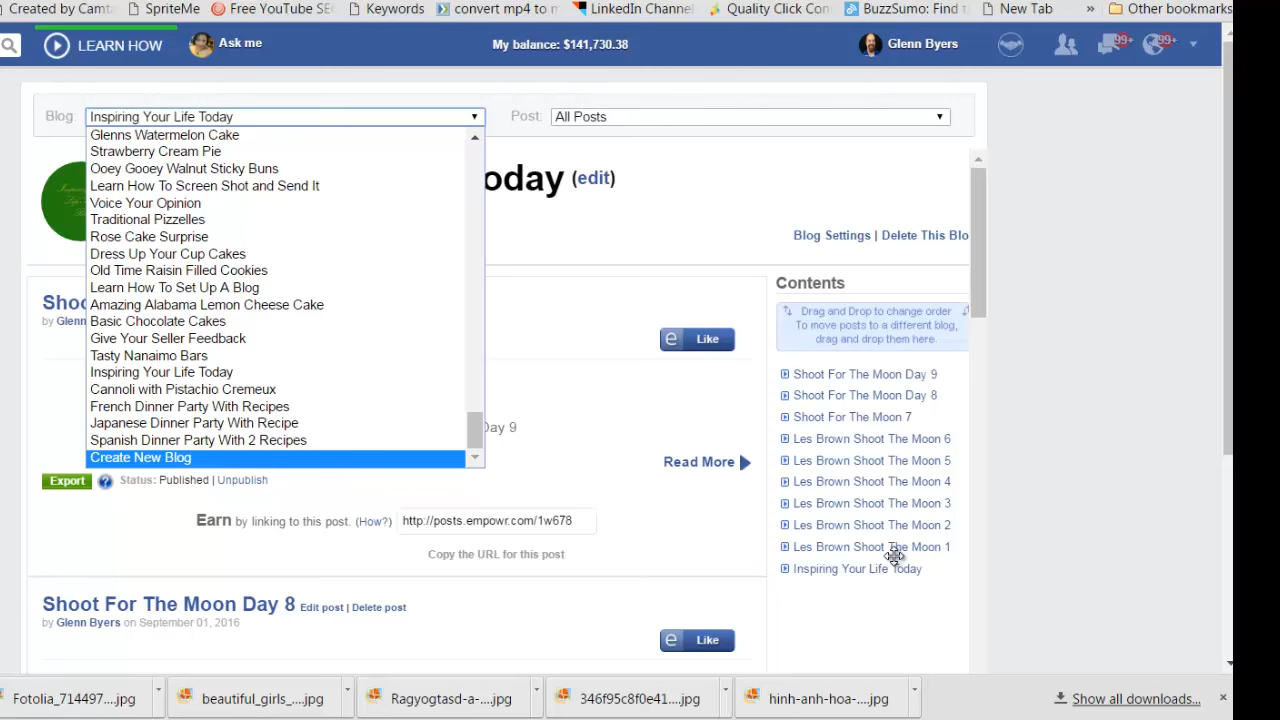 Created by Camta
SpriteMe
Free YouTube SE
Keywords
convert mp4 to m
LinkedIn Channel
Quality Click Con
BuzzSumo: Find t
New Tab
»
Other bookmarks
LEARN HOW
Ask me
My balance: $141,730.38
Glenn Byers
99+
99+
Blog:
Inspiring Your Life Today
Post:
All Posts
Glenns Watermelon Cake
Strawberry Cream Pie
Ooey Gooey Walnut Sticky Buns
Learn How To Screen Shot and Send It
Voice Your Opinion
Traditional Pizzelles
Rose Cake Surprise
Dress Up Your Cup Cakes
Old Time Raisin Filled Cookies
Learn How To Set Up A Blog
Amazing Alabama Lemon Cheese Cake
Basic Chocolate Cakes
Give Your Seller Feedback
Tasty Nanaimo Bars
Inspiring Your Life Today
Cannoli with Pistachio Cremeux
French Dinner Party With Recipes
Japanese Dinner Party With Recipe
Spanish Dinner Party With 2 Recipes
Create New Blog
oday (edit)
Blog Settings | Delete This Blo
Shoo
by Glenn
e Like
Day 9
Read More
Export
? Status: Published | Unpublish
Earn by linking to this post. (How?)
http://posts.empowr.com/1w678
Copy the URL for this post
Shoot For The Moon Day 8 Edit post | Delete post
by Glenn Byers on September 01, 2016
e Like
Contents
Drag and Drop to change order
To move posts to a different blog,
drag and drop them here.
Shoot For The Moon Day 9
Shoot For The Moon Day 8
Shoot For The Moon 7
Les Brown Shoot The Moon 6
Les Brown Shoot The Moon 5
Les Brown Shoot The Moon 4
Les Brown Shoot The Moon 3
Les Brown Shoot The Moon 2
Les Brown Shoot The Moon 1
Inspiring Your Life Today
Fotolia_714497....jpg
beautiful_girls_....jpg
Ragyogtasd-a-....jpg
346f95c8f0e41....jpg
hinh-anh-hoa-....jpg
Show all downloads...